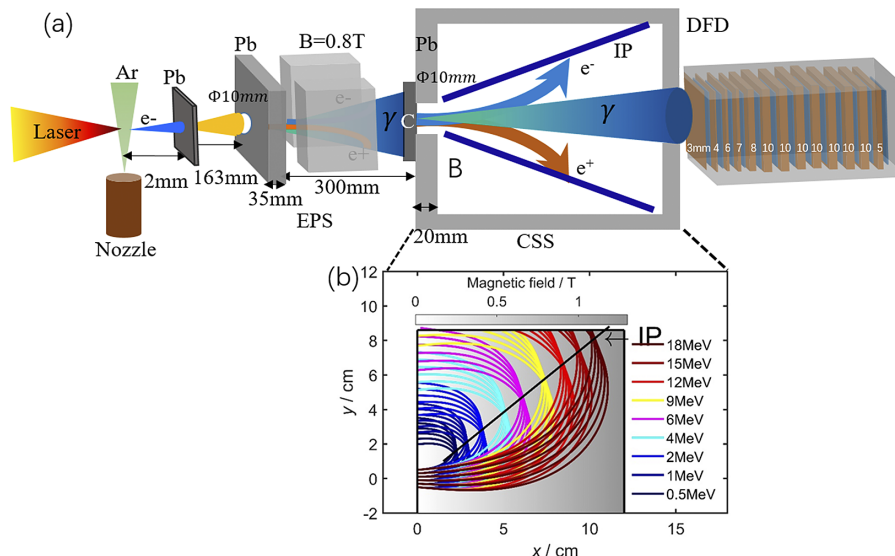 (a)
Ar
Pb
Laser
e-
2mm
Nozzle
163mm
Pb
Φ10mm
35mm
EPS
B=0.8T
e-
e+
γ
300mm
C
Pb
Φ10mm
20mm
B
IP
e-
γ
e+
CSS
DFD
3mm 4 6 7 8 10 10 10 10 10 10 5
(b)
Magnetic field / T
0 0.5 1
IP
12
10
8
6
4
2
0
-2
y / cm
0 5 10 15
x / cm
18MeV
15MeV
12MeV
9MeV
6MeV
4MeV
2MeV
1MeV
0.5MeV